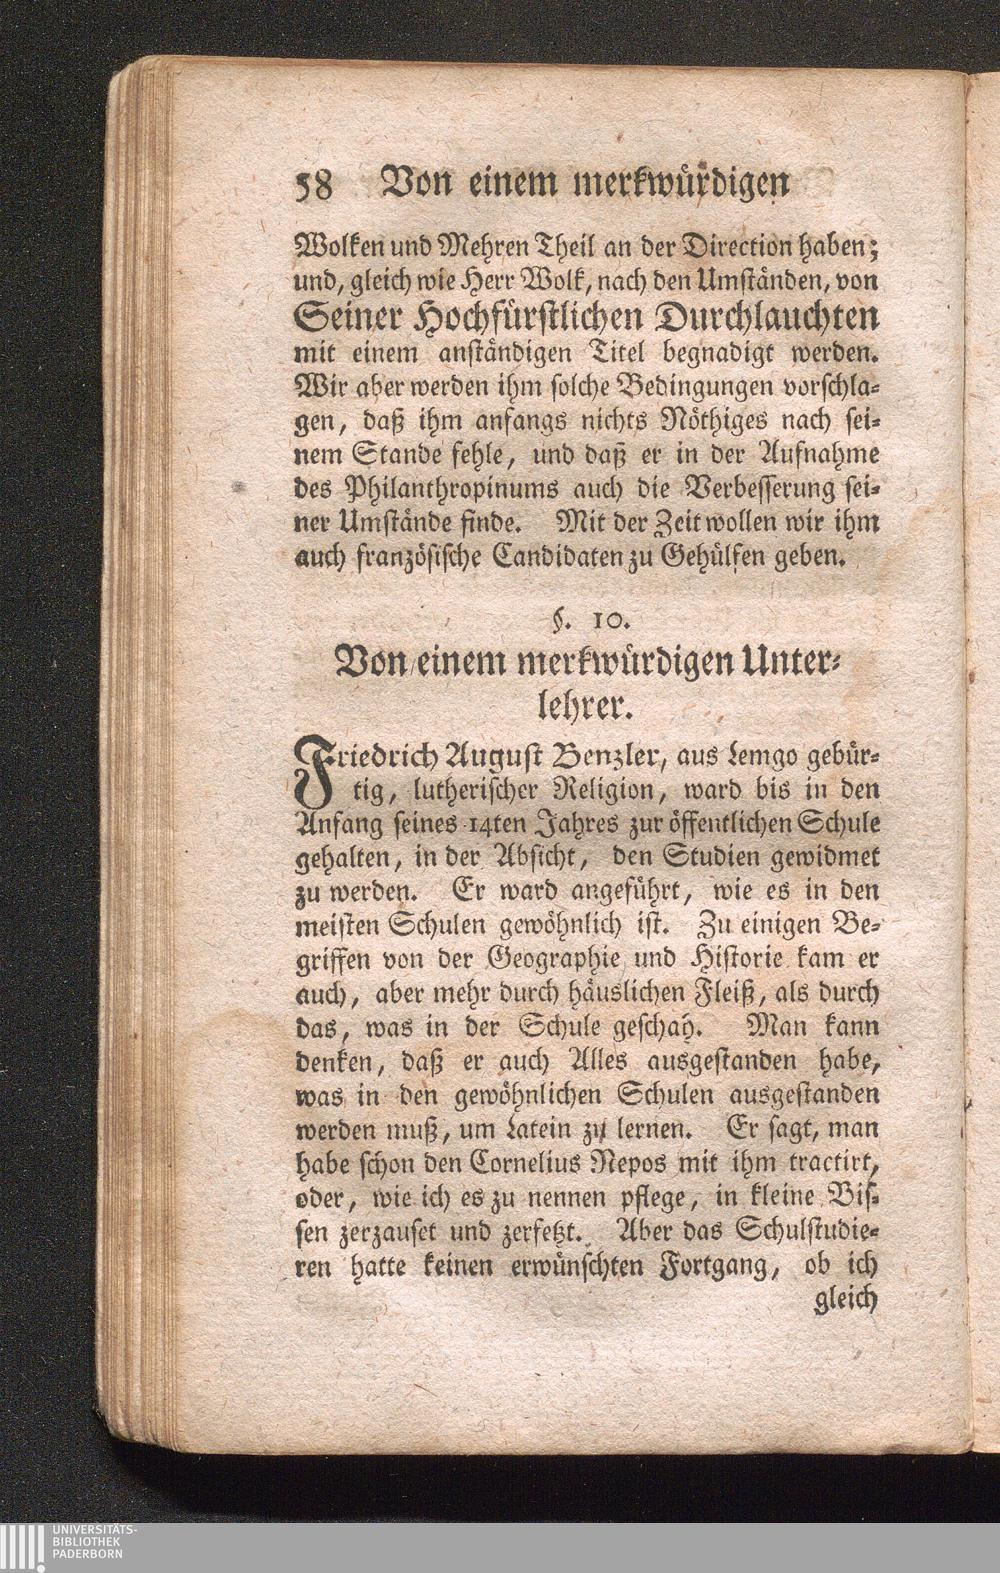 58 Von einem merkwürdigen
Wolken und Mehren Theil an der Direction haben;
und, gleich wie Herr Wolk, nach den Umständen, von
Seiner Hochfürstlichen Durchlauchten
mit einem anständigen Titel begnadigt werden.
Wir aber werden ihm solche Bedingungen vorschla-
gen, daß ihm anfangs nichts Nöthiges nach sei-
nem Stande fehle, und daß er in der Aufnahme
des Philanthropinums auch die Verbesserung sei-
ner Umstände finde. Mit der Zeit wollen wir ihm
auch französische Candidaten zu Gehülfen geben.
§. 10.
Von einem merkwürdigen Unter-
lehrer.
Friedrich August Benzler, aus Lemgo gebür-
tig, lutherischer Religion, ward bis in den
Anfang seines 14ten Jahres zur öffentlichen Schule
gehalten, in der Absicht, den Studien gewidmet
zu werden. Er ward angeführt, wie es in den
meisten Schulen gewöhnlich ist. Zu einigen Be-
griffen von der Geographie und Historie kam er
auch, aber mehr durch häuslichen Fleiß, als durch
das, was in der Schule geschah. Man kann
denken, daß er auch Alles ausgestanden habe,
was in den gewöhnlichen Schulen ausgestanden
werden muß, um Latein zu lernen. Er sagt, man
habe schon den Cornelius Nepos mit ihm tractirt,
oder, wie ich es zu nennen pflege, in kleine Bis-
sen zerzauset und zerfetzt. Aber das Schulstudie-
ren hatte keinen erwünschten Fortgang, ob ich
gleich
UNIVERSITÄTS-
BIBLIOTHEK
PADERBORN